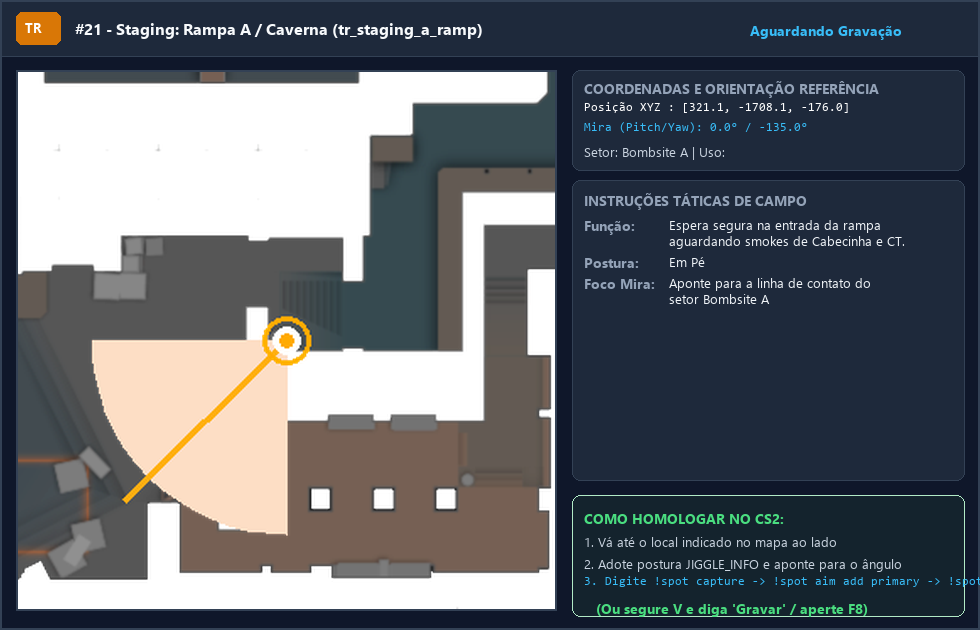 TR
#21 - Staging: Rampa A / Caverna (tr_staging_a_ramp)
Aguardando Gravação
COORDENADAS E ORIENTAÇÃO REFERÊNCIA
Posição XYZ : [321.1, -1708.1, -176.0]
Mira (Pitch/Yaw): 0.0° / -135.0°
Setor: Bombsite A | Uso:
INSTRUÇÕES TÁTICAS DE CAMPO
Função: Espera segura na entrada da rampa
aguardando smokes de Cabecinha e CT.
Postura: Em Pé
Foco Mira: Aponte para a linha de contato do
setor Bombsite A
COMO HOMOLOGAR NO CS2:
1. Vá até o local indicado no mapa ao lado
2. Adote postura JIGGLE_INFO e aponte para o ângulo
3. Digite !spot capture -> !spot aim add primary -> !spot
(Ou segure V e diga 'Gravar' / aperte F8)